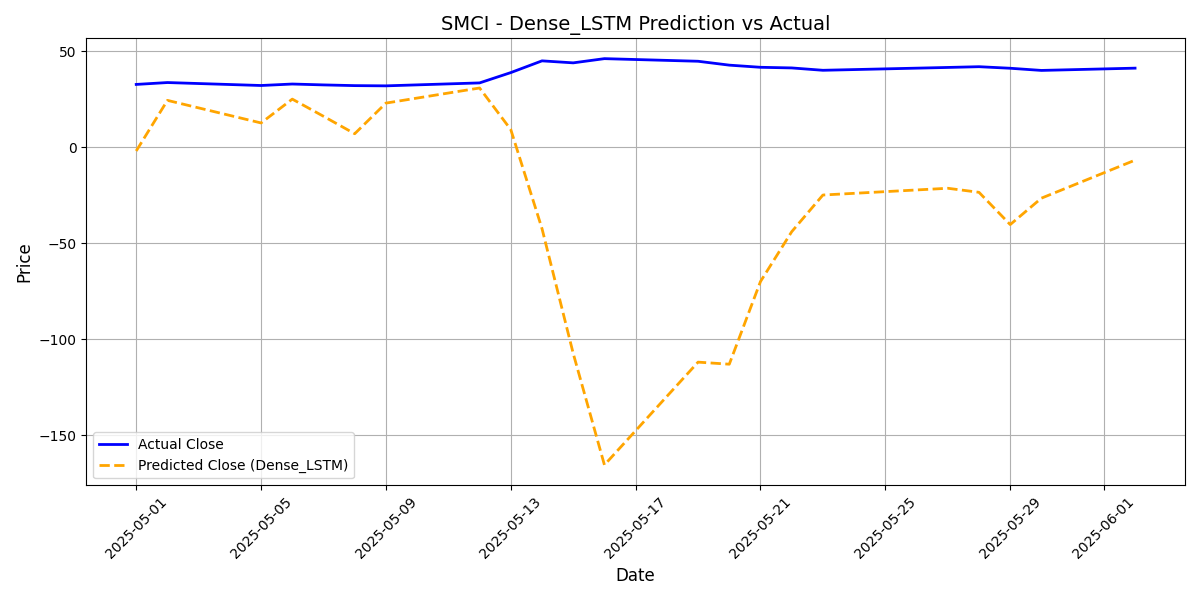 SMCI - Dense_LSTM Prediction vs Actual
50
0
−50
−100
−150
Price
Actual Close
Predicted Close (Dense_LSTM)
2025-05-01
2025-05-05
2025-05-09
2025-05-13
2025-05-17
2025-05-21
2025-05-25
2025-05-29
2025-06-01
Date